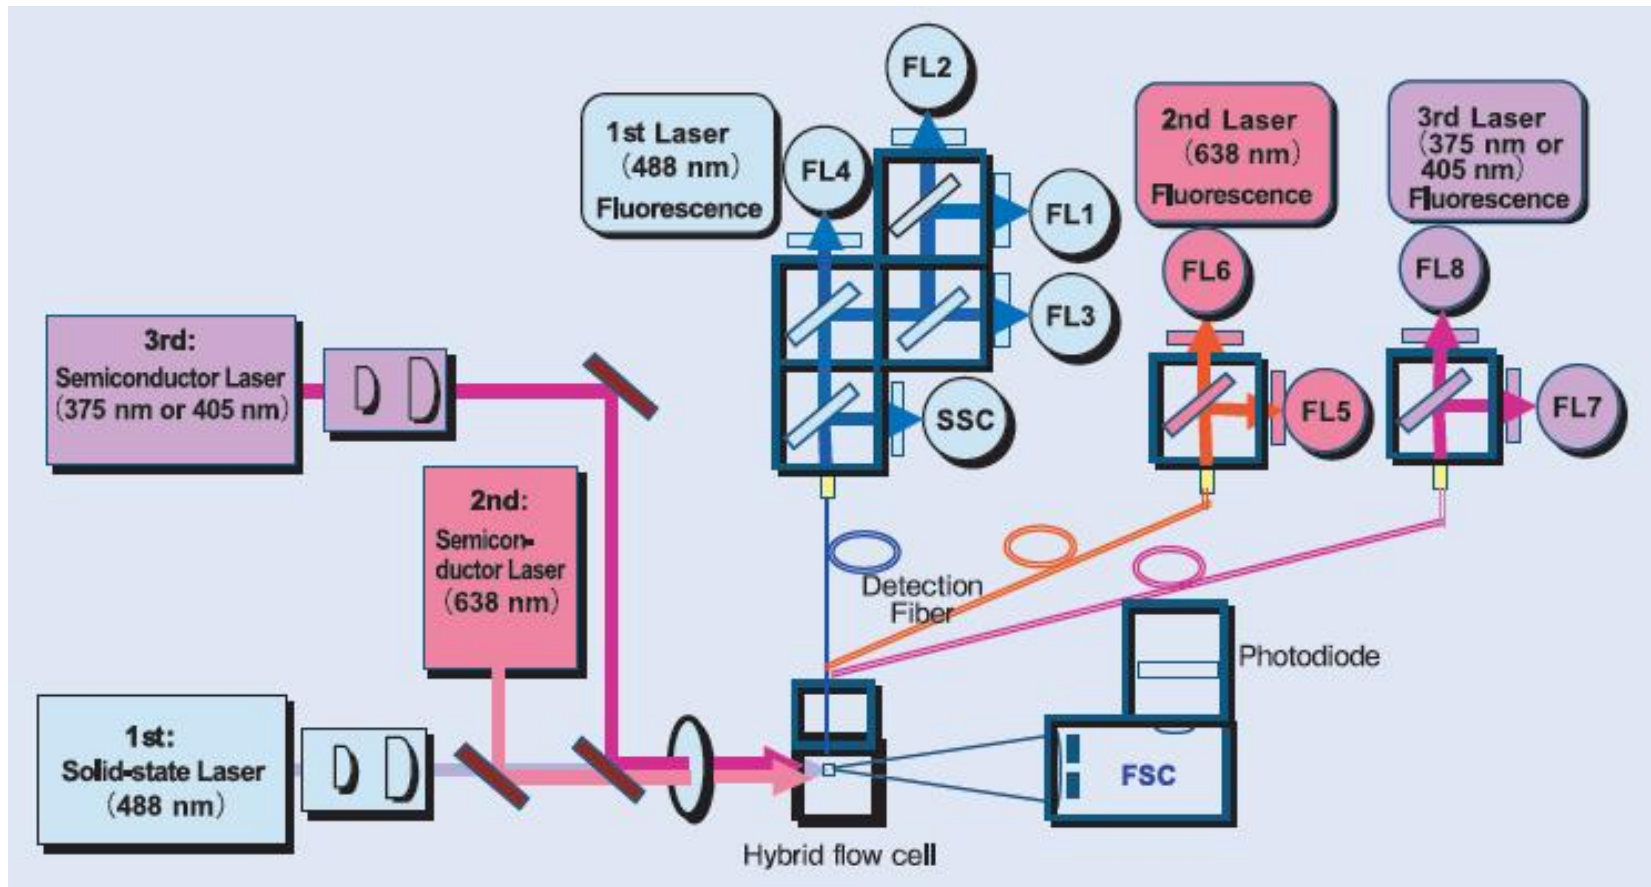 FL2
1st Laser
(488 nm)
Fluorescence
FL4
FL1
FL3
SSC
2nd Laser
(638 nm)
Fluorescence
FL6
FL5
3rd Laser
(375 nm or
405 nm)
Fluorescence
FL8
FL7
3rd:
Semiconductor Laser
(375 nm or 405 nm)
2nd:
Semicon-
ductor Laser
(638 nm)
1st:
Solid-state Laser
(488 nm)
Detection
Fiber
Photodiode
FSC
Hybrid flow cell